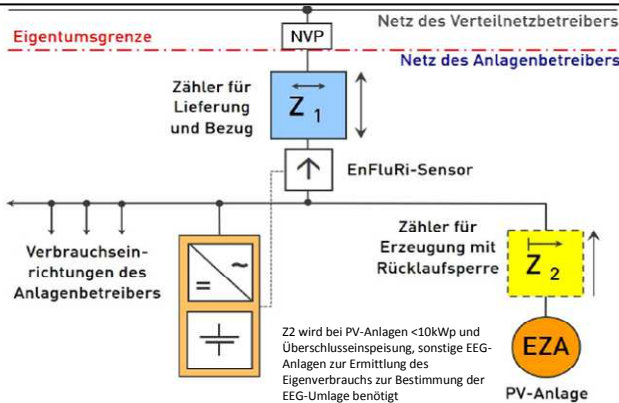 Netz des Verteilnetzbetreibers
Eigentumsgrenze
NVP
Netz des Anlagenbetreibers
Zähler für
Lieferung
und Bezug
Z 1
EnFluRi-Sensor
Verbrauchsein-
richtungen des
Anlagenbetreibers
= ~
Zähler für
Erzeugung mit
Rücklaufsperre
Z 2
Z2 wird bei PV-Anlagen <10kWp und
Überschlusseinspeisung, sonstige EEG-
Anlagen zur Ermittlung des
Eigenverbrauchs zur Bestimmung der
EEG-Umlage benötigt
EZA
PV-Anlage